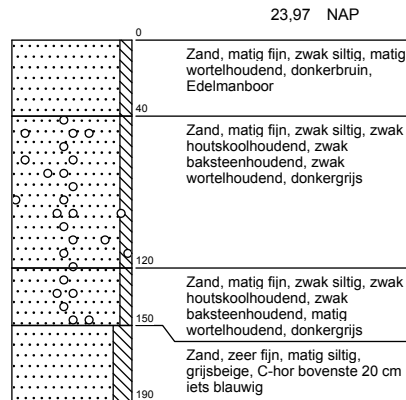 23,97 NAP
0
Zand, matig fijn, zwak siltig, matig
wortelhoudend, donkerbruin,
Edelmanboor
40
Zand, matig fijn, zwak siltig, zwak
houtskoolhoudend, zwak
baksteenhoudend, zwak
wortelhoudend, donkergrijs
120
Zand, matig fijn, zwak siltig, zwak
houtskoolhoudend, zwak
baksteenhoudend, matig
wortelhoudend, donkergrijs
150
Zand, zeer fijn, matig siltig,
grijsbeige, C-hor bovenste 20 cm
iets blauwig
190